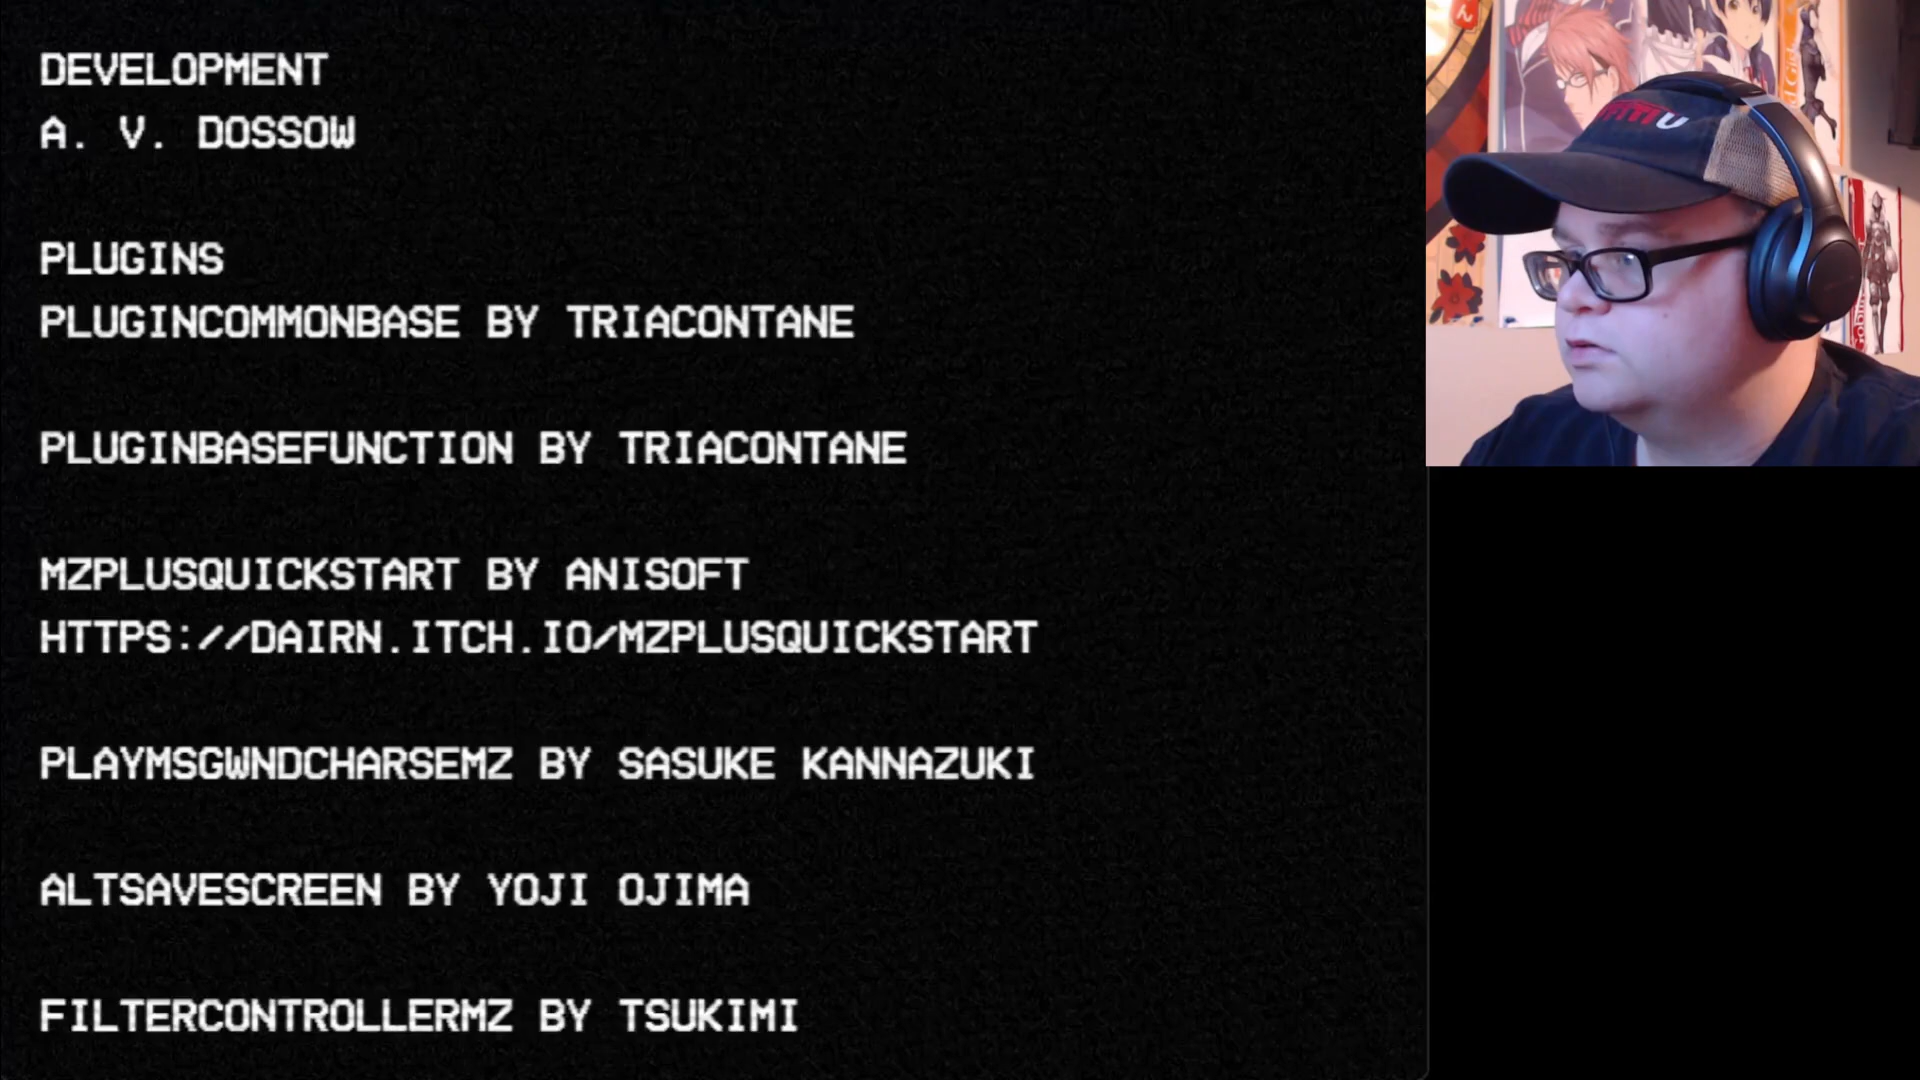 DEVELOPMENT
A. V. DOSSOW
PLUGINS
PLUGINCOMMONBASE BY TRIACONTANE
PLUGINBASEFUNCTION BY TRIACONTANE
MZPLUSQUICKSTART BY ANISOFT
HTTPS://DAIRN.ITCH.IO/MZPLUSQUICKSTART
PLAYMSGWNDCHARSEMZ BY SASUKE KANNAZUKI
ALTSAVESCREEN BY YOJI OJIMA
FILTERCONTROLLERMZ BY TSUKIMI
ん